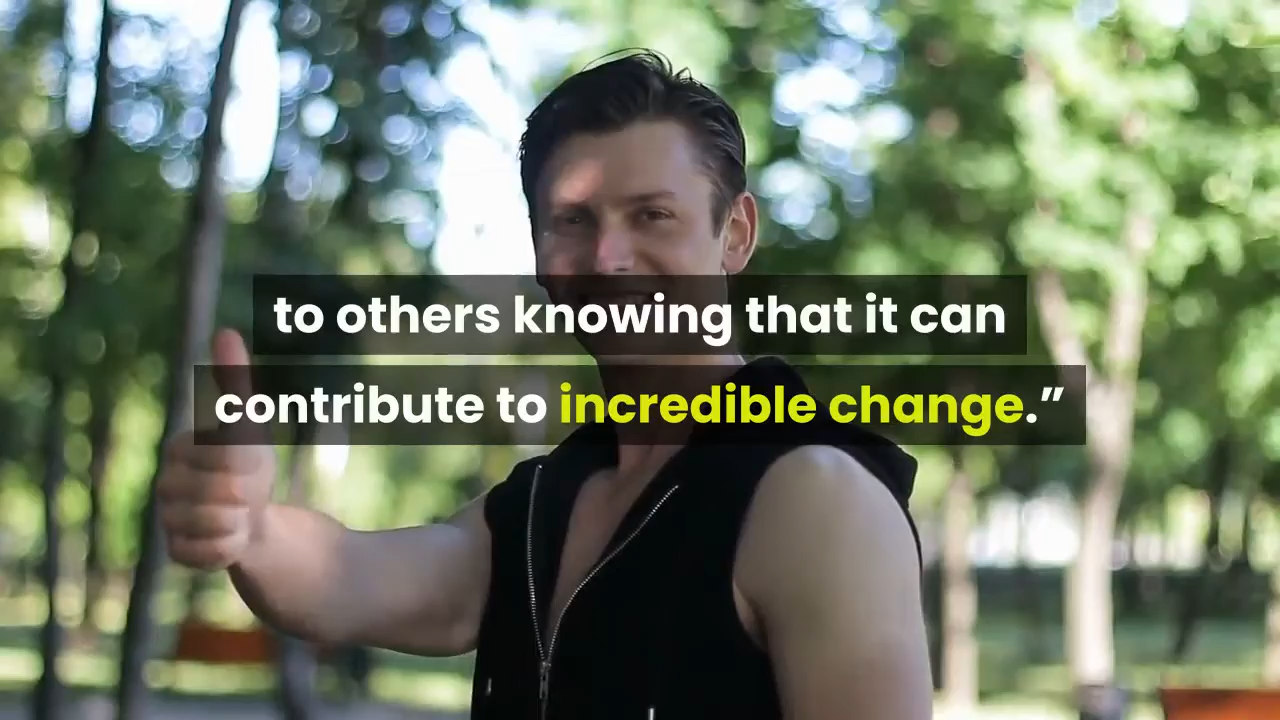 to others knowing that it can
contribute to incredible change.”